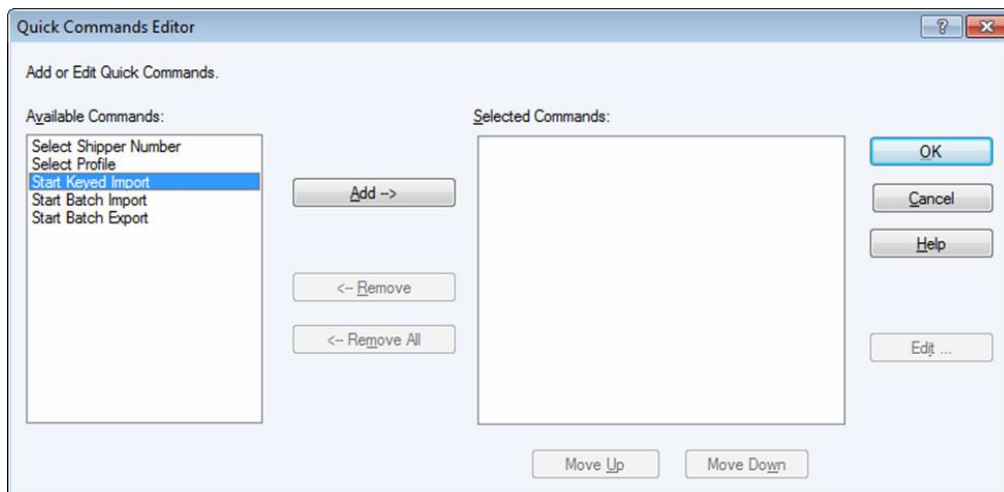 Quick Commands Editor
?
Add or Edit Quick Commands.
Available Commands:
Selected Commands:
Select Shipper Number
Select Profile
Start Keyed Import
Start Batch Import
Start Batch Export
Add -->
<-- Remove
<-- Remove All
OK
Cancel
Help
Edit ...
Move Up
Move Down